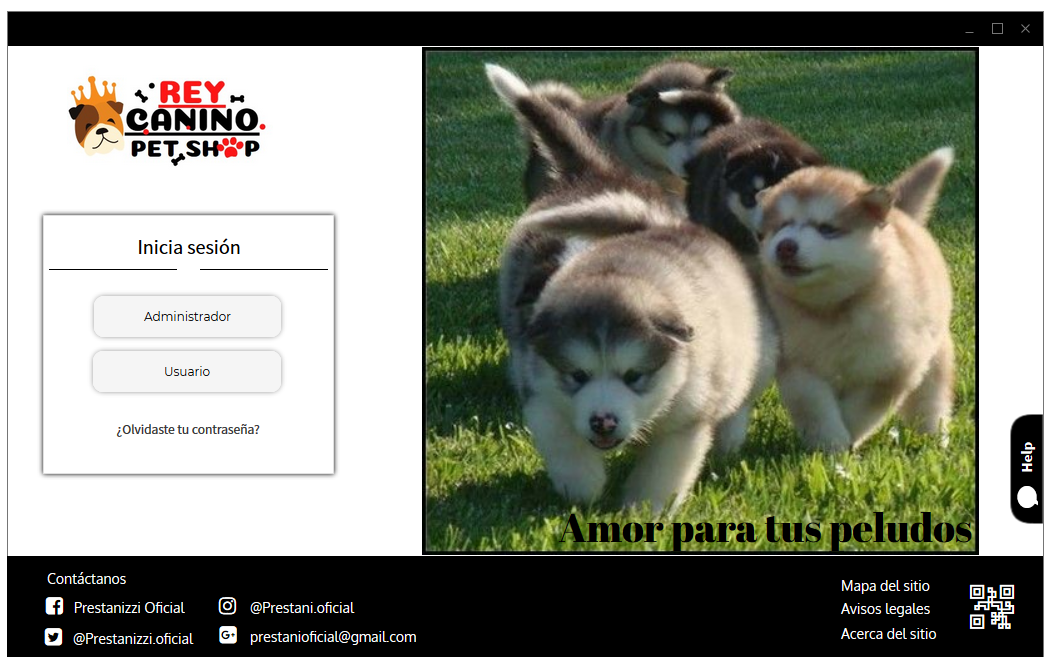 REY
CANINO
PET SHOP
Inicia sesión
Administrador
Usuario
¿Olvidaste tu contraseña?
Amor para tus peludos
Help
Contáctanos
Prestanizzi Oficial
@Prestani.oficial
@Prestanizzi.oficial
G+
prestanioficial@gmail.com
Mapa del sitio
Avisos legales
Acerca del sitio